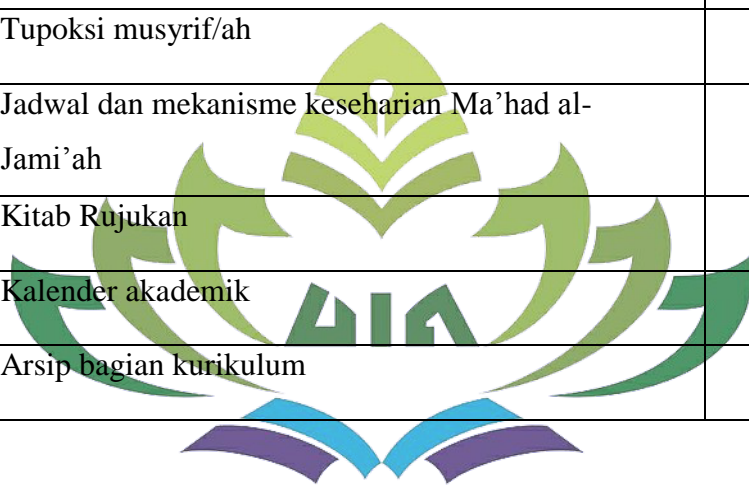 Tupoksi musyrif/ah
Jadwal dan mekanisme keseharian Ma’had al-
Jami’ah
Kitab Rujukan
Kalender akademik
UIN
Arsip bagian kurikulum